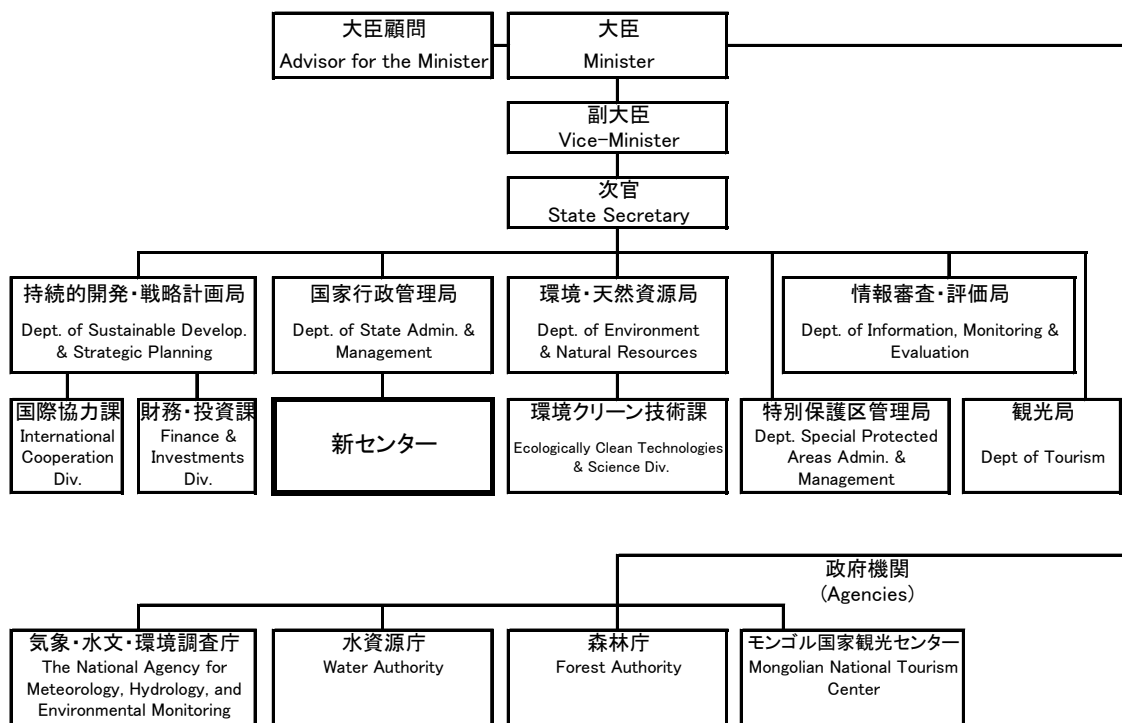 大臣顧問
Advisor for the Minister
大臣
Minister
副大臣
Vice-Minister
次官
State Secretary
持続的開発・戦略計画局
Dept. of Sustainable Develop.
& Strategic Planning
国家行政管理局
Dept. of State Admin. &
Management
環境・天然資源局
Dept. of Environment
& Natural Resources
情報審査・評価局
Dept. of Information, Monitoring &
Evaluation
国際協力課
International
Cooperation
Div.
財務・投資課
Finance &
Investments
Div.
新センター
環境クリーン技術課
Ecologically Clean Technologies
& Science Div.
特別保護区管理局
Dept. Special Protected
Areas Admin. &
Management
観光局
Dept of Tourism
政府機関
(Agencies)
気象・水文・環境調査庁
The National Agency for
Meteorology, Hydrology, and
Environmental Monitoring
水資源庁
Water Authority
森林庁
Forest Authority
モンゴル国家観光センター
Mongolian National Tourism
Center